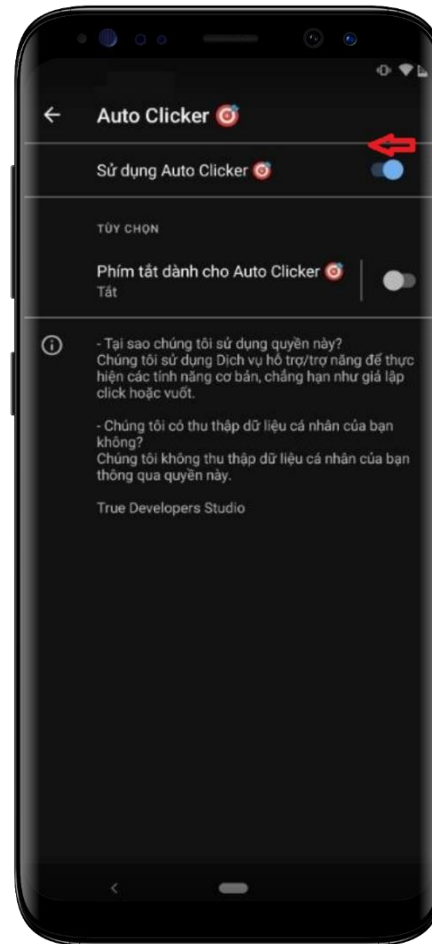 Auto Clicker 🎯
Sử dụng Auto Clicker 🎯
TÙY CHỌN
Phím tắt dành cho Auto Clicker 🎯
Tắt
- Tại sao chúng tôi sử dụng quyền này?
Chúng tôi sử dụng Dịch vụ hỗ trợ/trợ năng để thực
hiện các tính năng cơ bản, chẳng hạn như giả lập
click hoặc vuốt.
- Chúng tôi có thu thập dữ liệu cá nhân của bạn
không?
Chúng tôi không thu thập dữ liệu cá nhân của bạn
thông qua quyền này.
True Developers Studio